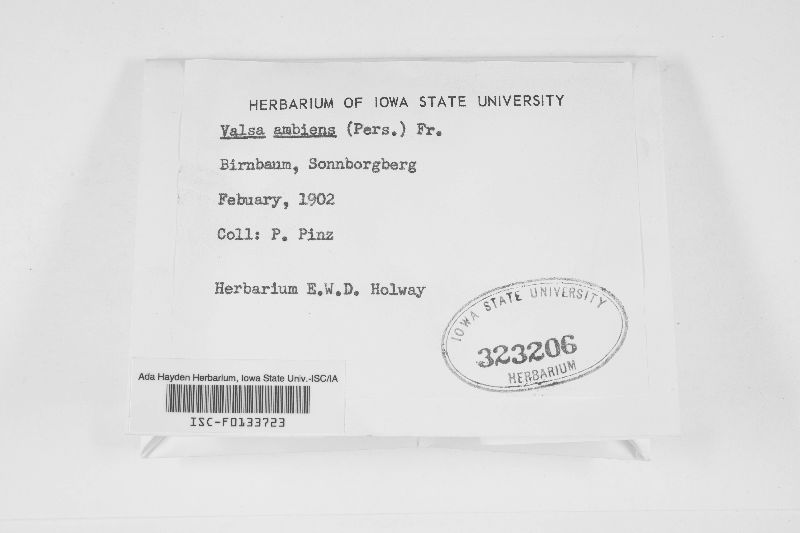 HERBARIUM OF IOWA STATE UNIVERSITY
Valsa ambiens (Pers.) Fr.
Birnbaum, Sonnborgberg
Febuary, 1902
Coll: P. Pinz
Herbarium E.W.D. Holway
IOWA STATE UNIVERSITY
323206
HERBARIUM
Ada Hayden Herbarium, Iowa State Univ.-ISC/IA
ISC-F0133723